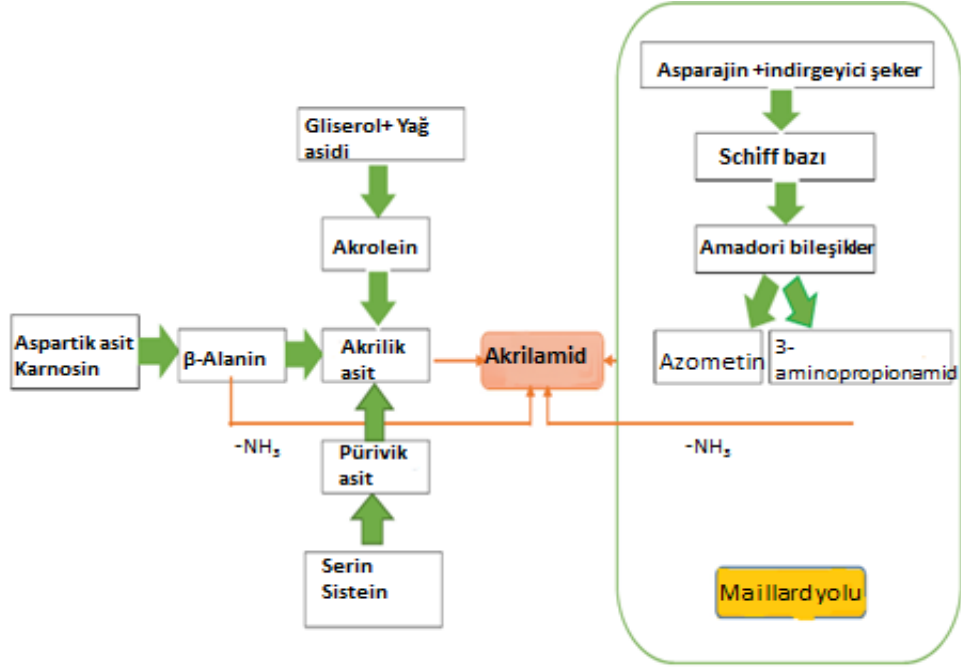 Asparajin +indirgeyici şeker
Schiff bazı
Amadori bileşikler
Azometin
3-
aminopropionamid
Gliserol+ Yağ
asidi
Akrolein
Aspartik asit
Karnosin
β-Alanin
Akrilik
asit
Akrilamid
-NH₃
Pürivik
asit
-NH₃
Serin
Sistein
Maillard yolu